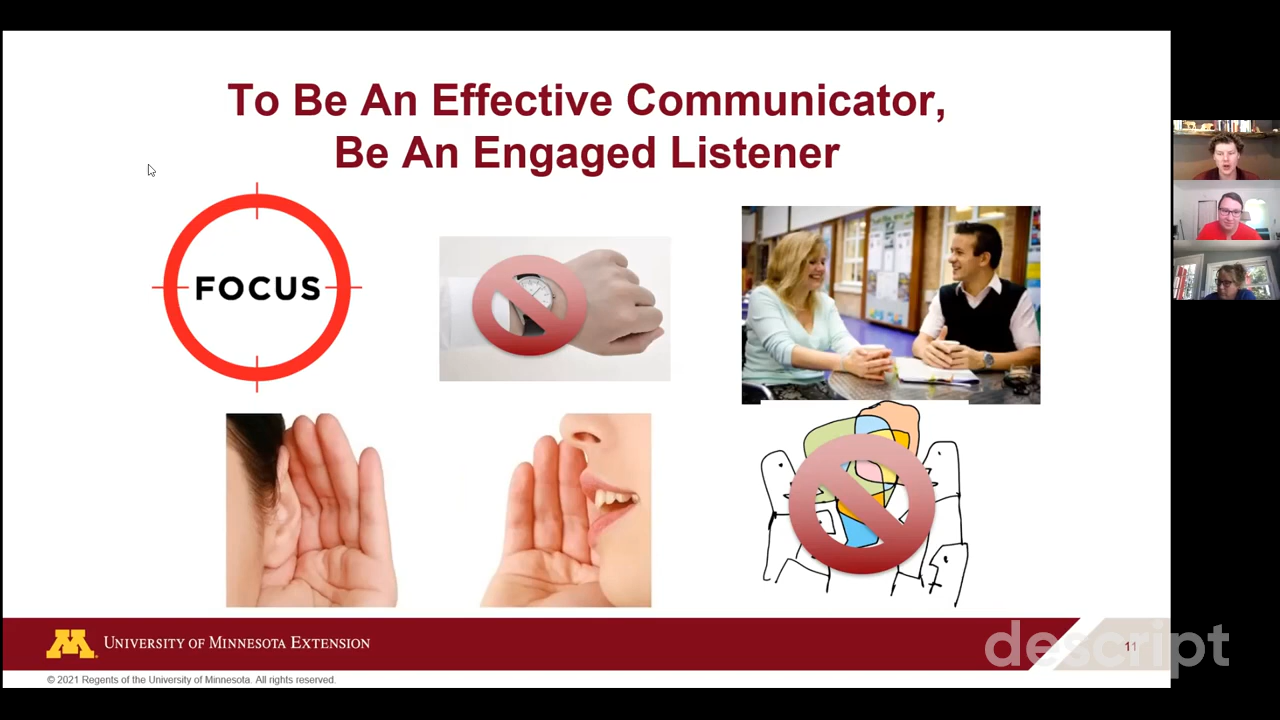 To Be An Effective Communicator,
Be An Engaged Listener
FOCUS
UNIVERSITY OF MINNESOTA EXTENSION
11
descript
© 2021 Regents of the University of Minnesota. All rights reserved.